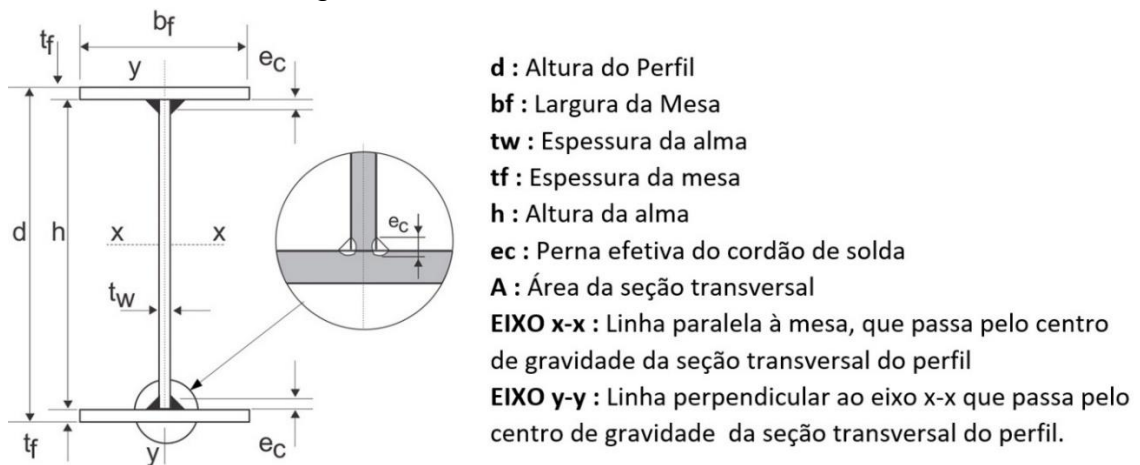 bf
tf
ec
y
d
h
x
x
ec
tw
tf
y
ec
d : Altura do Perfil
bf : Largura da Mesa
tw : Espessura da alma
tf : Espessura da mesa
h : Altura da alma
ec : Perna efetiva do cordão de solda
A : Área da seção transversal
EIXO x-x : Linha paralela à mesa, que passa pelo centro
de gravidade da seção transversal do perfil
EIXO y-y : Linha perpendicular ao eixo x-x que passa pelo
centro de gravidade da seção transversal do perfil.